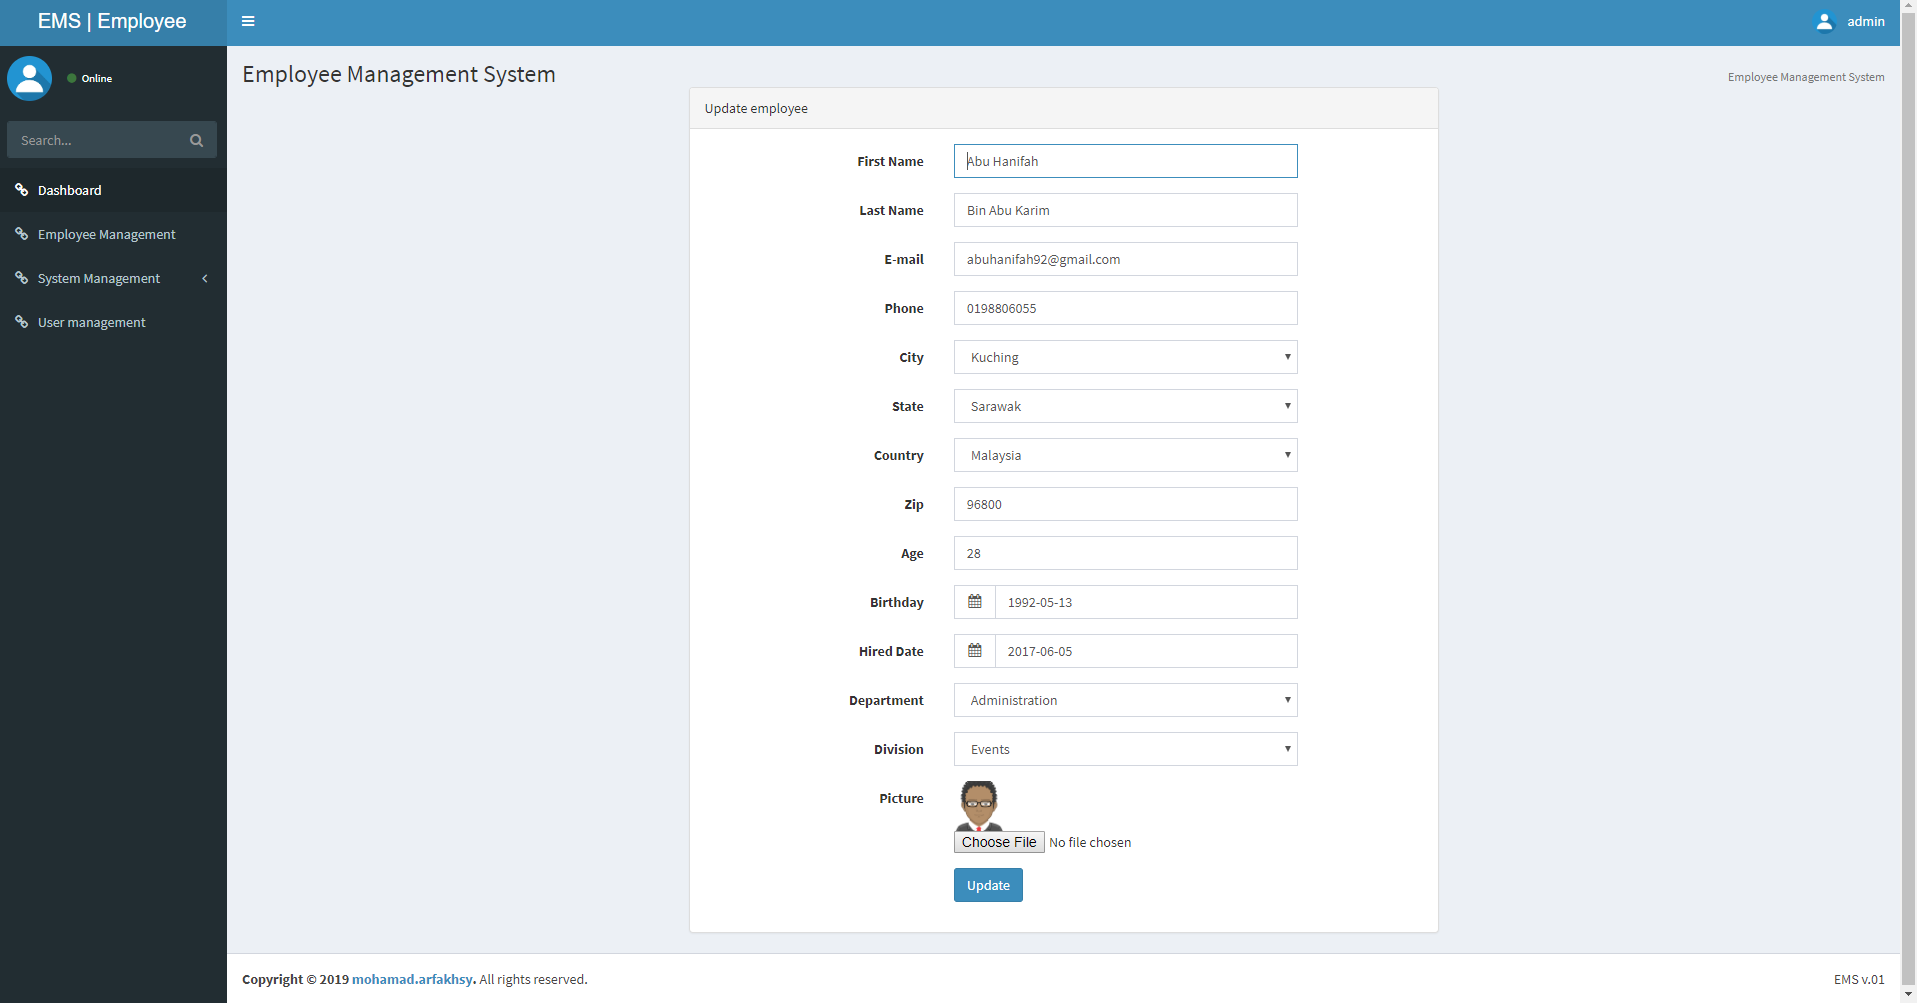 EMS | Employee
admin
Online
Search...
Dashboard
Employee Management
System Management
User management
Employee Management System
Employee Management System
Update employee
First Name Abu Hanifah
Last Name Bin Abu Karim
E-mail abuhanifah92@gmail.com
Phone 0198806055
City Kuching
State Sarawak
Country Malaysia
Zip 96800
Age 28
Birthday 1992-05-13
Hired Date 2017-06-05
Department Administration
Division Events
Picture
Choose File No file chosen
Update
Copyright © 2019 mohamad.arfakhsy. All rights reserved.
EMS v.01